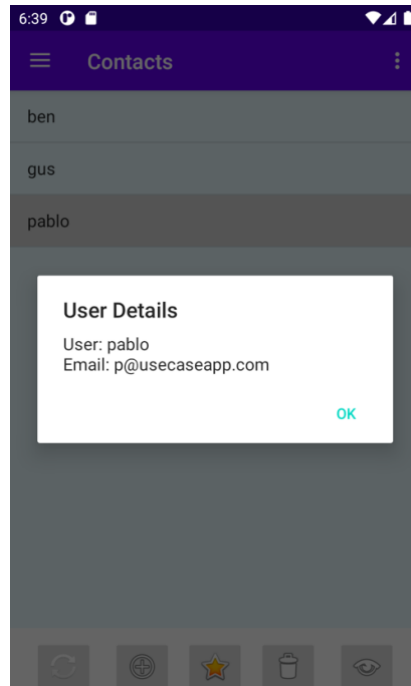 6:39
Contacts
ben
gus
pablo
User Details
User: pablo
Email: p@usecaseapp.com
OK